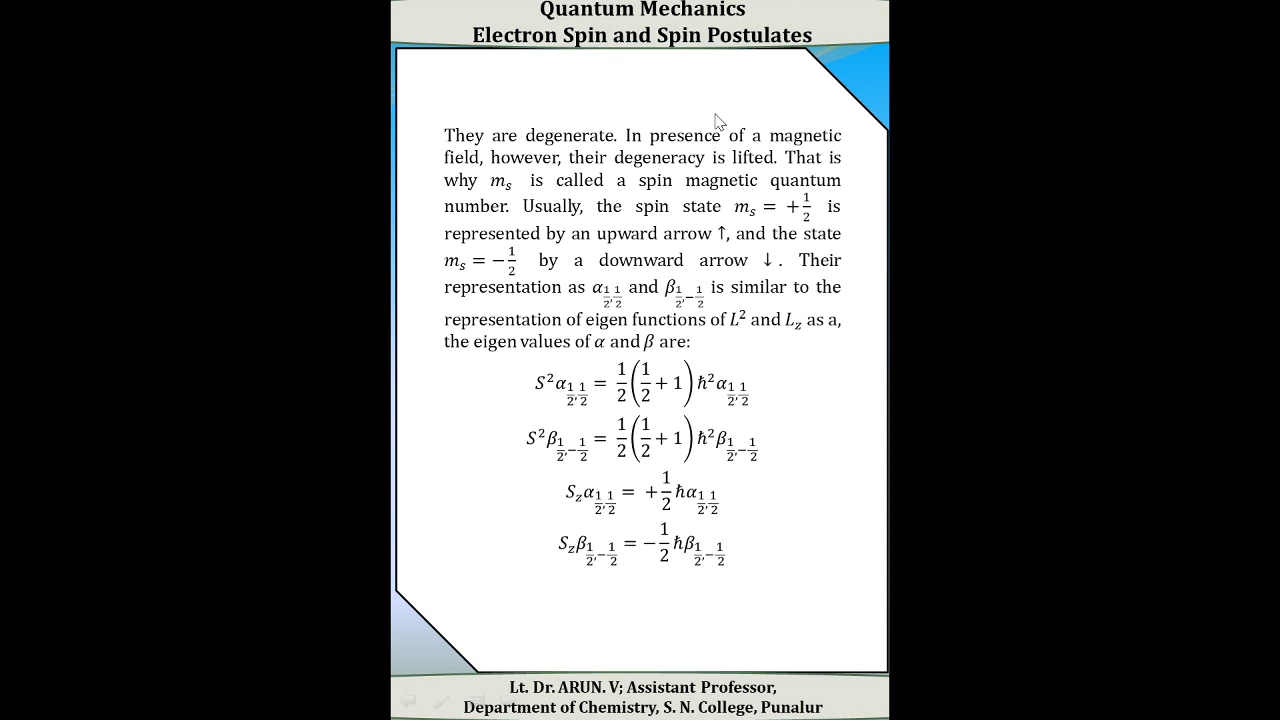 Quantum Mechanics
Electron Spin and Spin Postulates
They are degenerate. In presence of a magnetic
field, however, their degeneracy is lifted. That is
why mₛ is called a spin magnetic quantum
number. Usually, the spin state mₛ = +1/2 is
represented by an upward arrow ↑, and the state
mₛ = −1/2 by a downward arrow ↓. Their
representation as α_{1/2,1/2} and β_{1/2,−1/2} is similar to the
representation of eigen functions of L² and L_z as a,
the eigen values of α and β are:
S²α_{1/2,1/2} = 1/2(1/2 + 1)ℏ²α_{1/2,1/2}
S²β_{1/2,−1/2} = 1/2(1/2 + 1)ℏ²β_{1/2,−1/2}
S_zα_{1/2,1/2} = +1/2ℏα_{1/2,1/2}
S_zβ_{1/2,−1/2} = −1/2ℏβ_{1/2,−1/2}
Lt. Dr. ARUN. V; Assistant Professor,
Department of Chemistry, S. N. College, Punalur